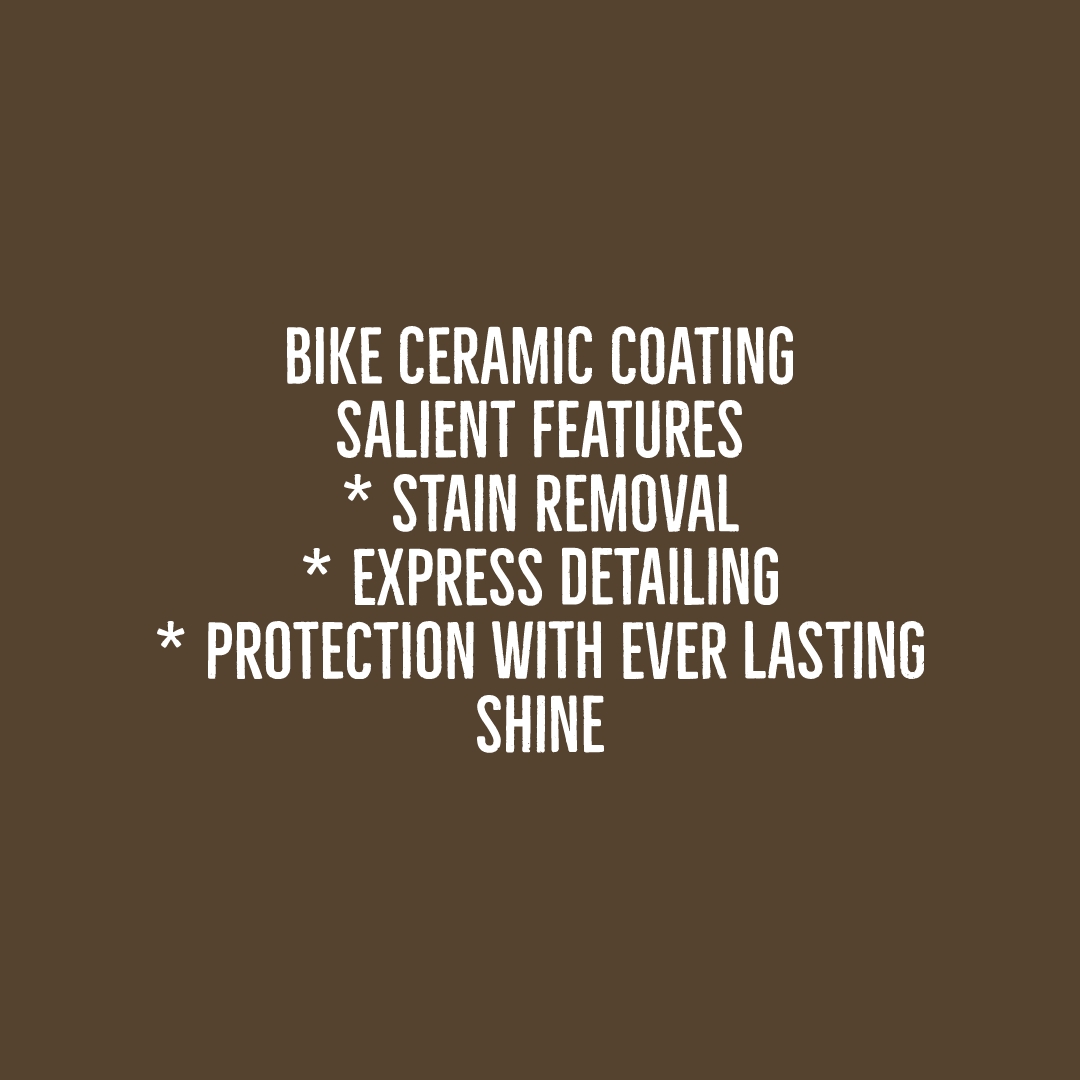 BIKE CERAMIC COATING
SALIENT FEATURES
* STAIN REMOVAL
* EXPRESS DETAILING
* PROTECTION WITH EVER LASTING
SHINE